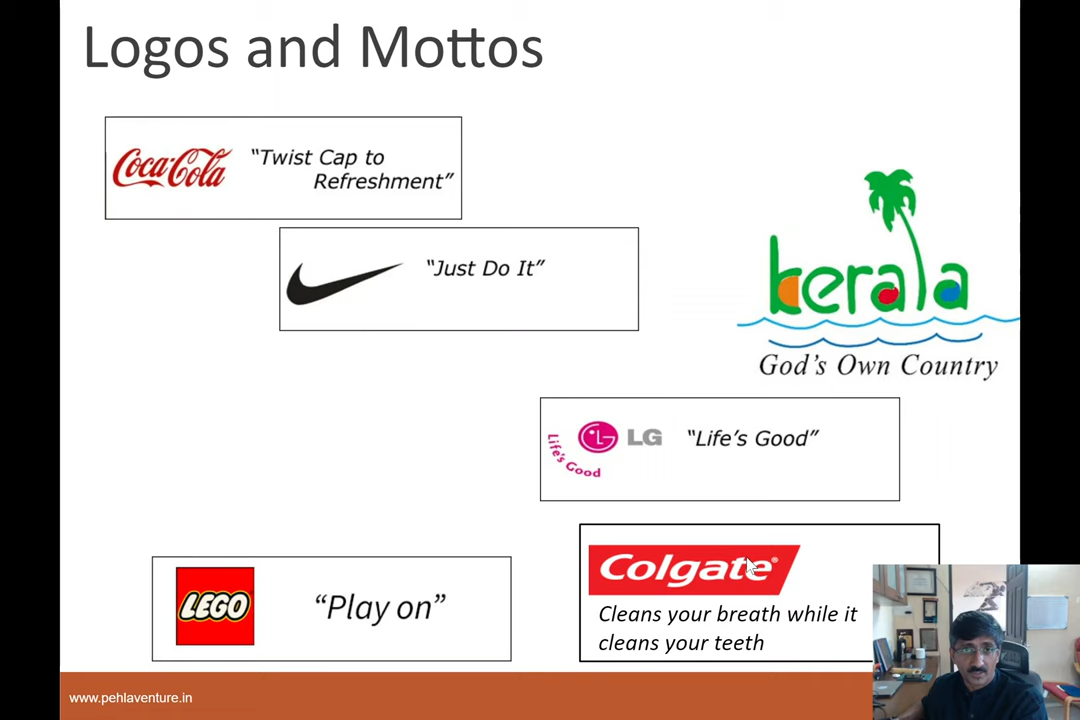 Logos and Mottos
Coca-Cola
“Twist Cap to
Refreshment”
“Just Do It”
kerala
God’s Own Country
Life’s Good
LG
“Life’s Good”
LEGO
“Play on”
Colgate®
Cleans your breath while it
cleans your teeth
www.pehlaventure.in